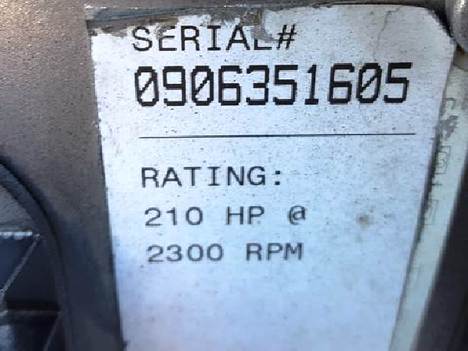 SERIAL#
0906351605
RATING:
210 HP @
2300 RPM